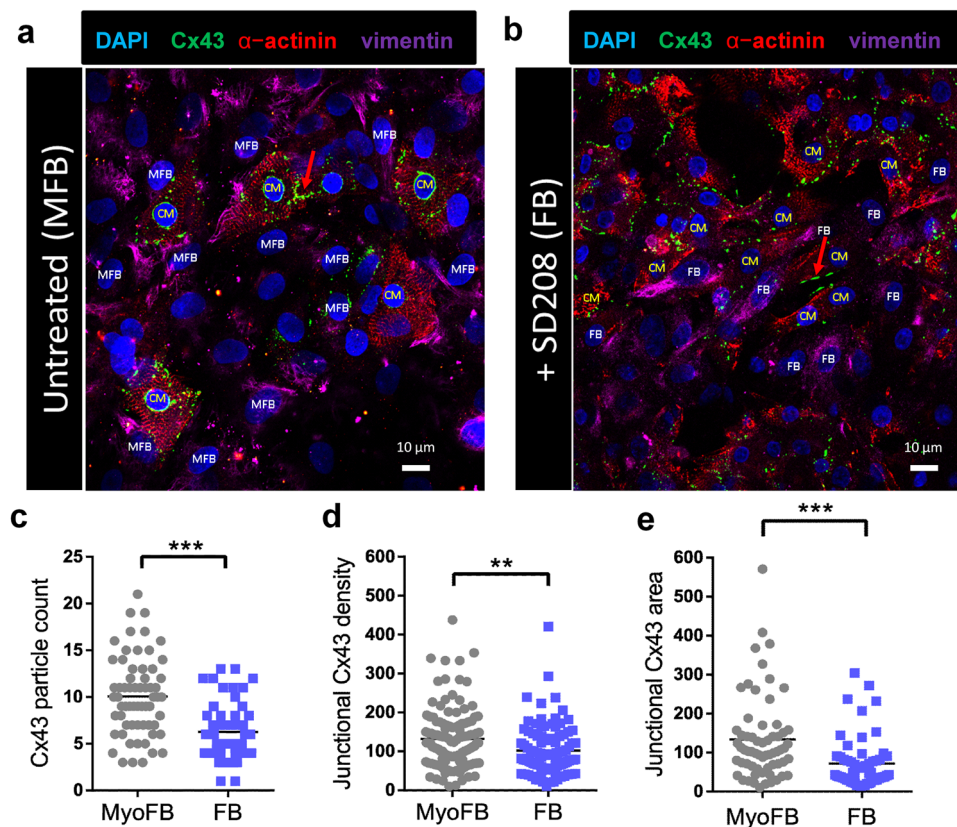 a
DAPI Cx43 α−actinin vimentin
Untreated (MFB)
MFB
MFB
MFB
CM
CM
CM
MFB
MFB
MFB
MFB
MFB
CM
MFB
CM
MFB
MFB
MFB
10 µm
b
DAPI Cx43 α−actinin vimentin
+ SD208 (FB)
CM
CM
FB
CM
CM
FB
CM
CM
CM
FB
FB
FB
CM
CM
CM
FB
FB
FB
FB
10 µm
c
***
Cx43 particle count
25
20
15
10
5
0
MyoFB FB
d
**
Junctional Cx43 density
600
500
400
300
200
100
0
MyoFB FB
e
***
Junctional Cx43 area
600
500
400
300
200
100
0
MyoFB FB